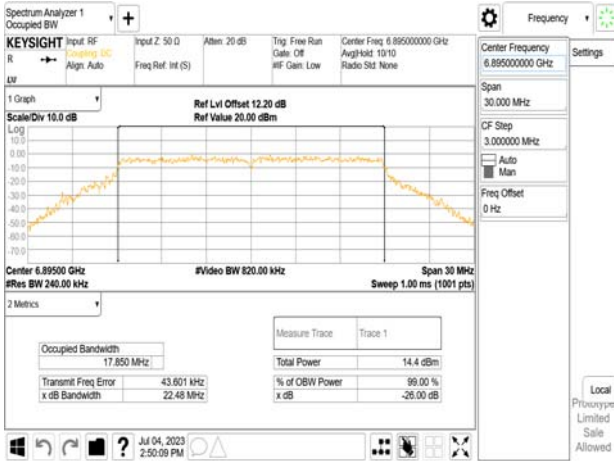 Spectrum Analyzer 1
Occupied BW
Frequency
KEYSIGHT
R
Input: RF
Coupling: DC
Align: Auto
Input Z: 50 Ω
Freq Ref: Int (S)
Atten: 20 dB
Trig: Free Run
Gate: Off
#IF Gain: Low
Center Freq: 6.895000000 GHz
Avg|Hold: 10/10
Radio Std: None
1 Graph
Scale/Div 10.0 dB
Ref Lvl Offset 12.20 dB
Ref Value 20.00 dBm
Log
10.0
0.00
-10.0
-20.0
-30.0
-40.0
-50.0
-60.0
-70.0
Center 6.89500 GHz
#Res BW 240.00 kHz
#Video BW 820.00 kHz
Span 30 MHz
Sweep 1.00 ms (1001 pts)
2 Metrics
Measure Trace Trace 1
Occupied Bandwidth
17.850 MHz
Total Power 14.4 dBm
Transmit Freq Error 43.601 kHz
% of OBW Power 99.00 %
x dB Bandwidth 22.48 MHz
x dB -26.00 dB
Center Frequency
6.895000000 GHz
Settings
Span
30.000 MHz
CF Step
3.000000 MHz
Auto
Man
Freq Offset
0 Hz
Local
Prototype
Limited
Sale
Allowed
?
Jul 04, 2023
2:50:09 PM